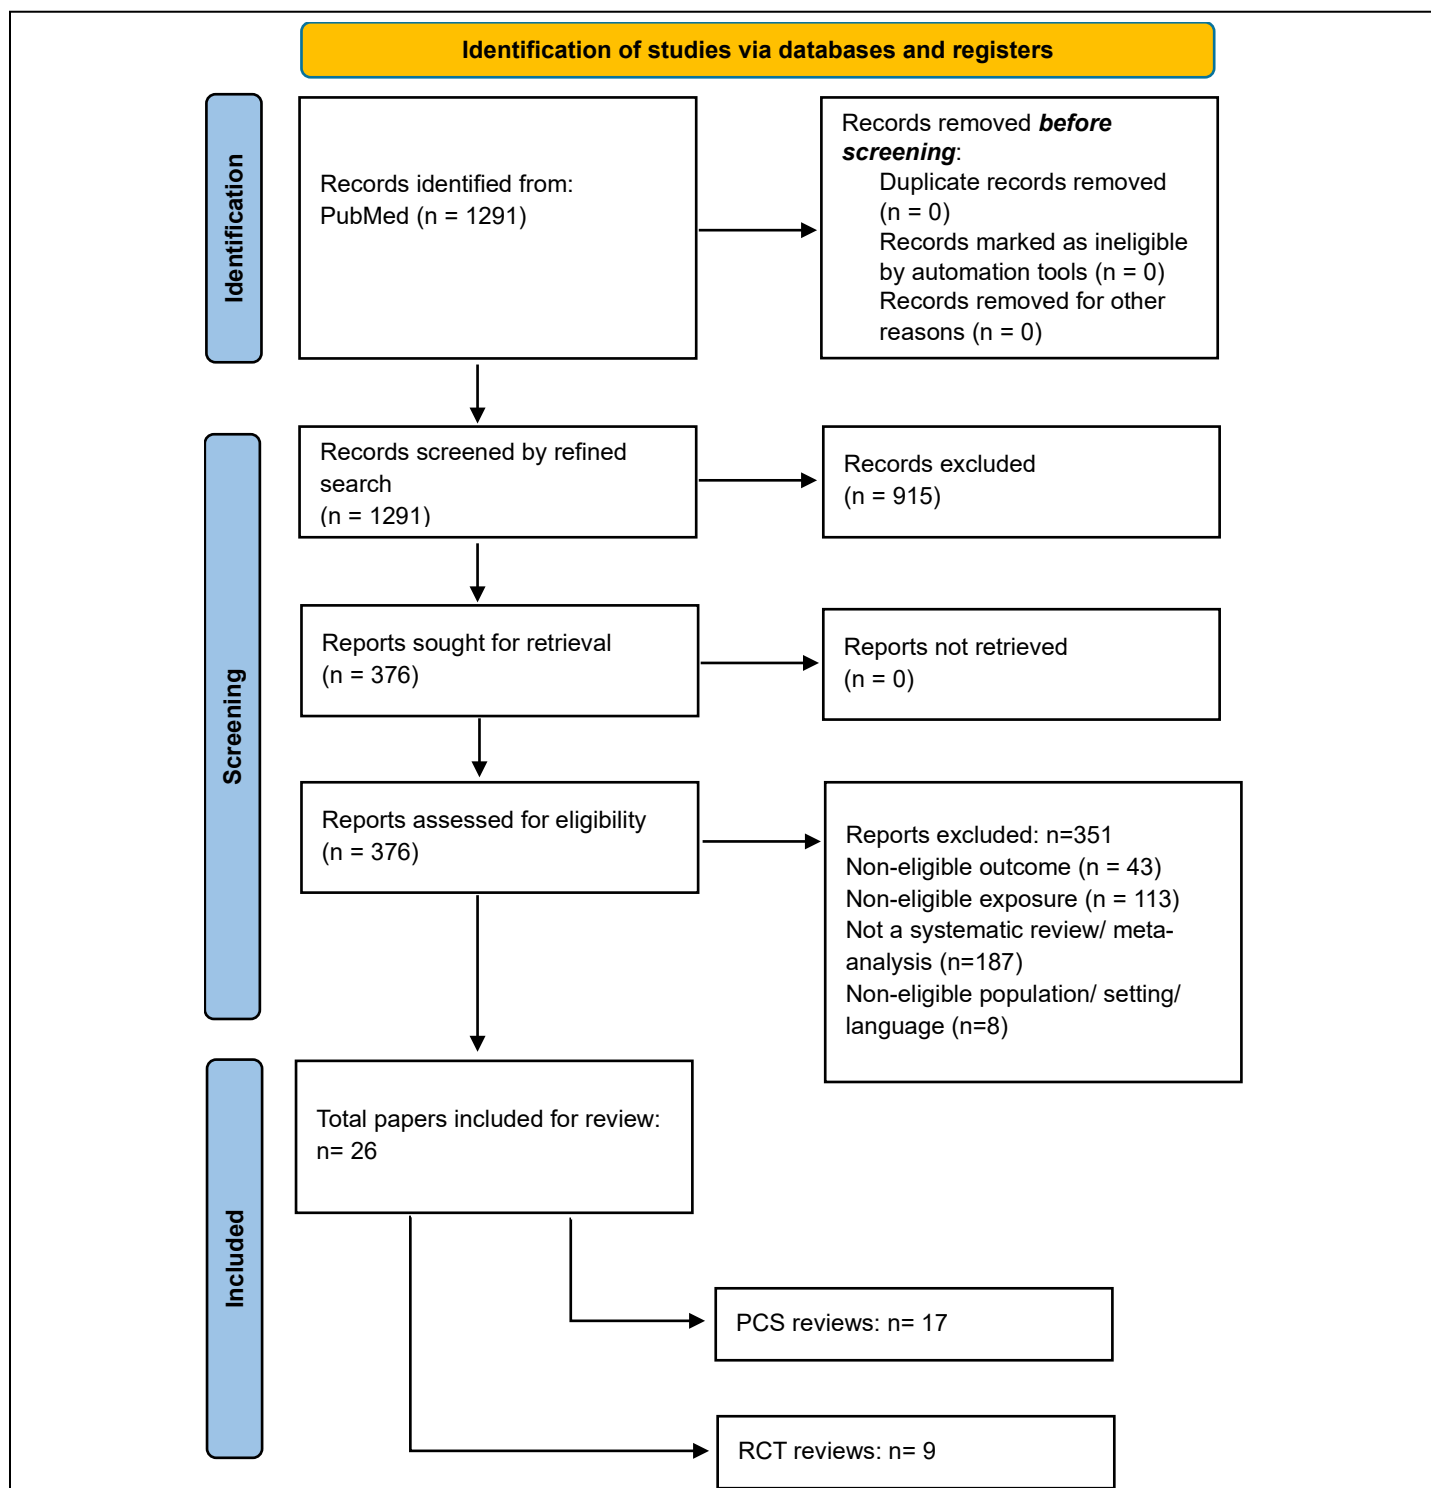 Identification of studies via databases and registers
Identification
Records identified from:
PubMed (n = 1291)
Records removed before
screening:
Duplicate records removed
(n = 0)
Records marked as ineligible
by automation tools (n = 0)
Records removed for other
reasons (n = 0)
Screening
Records screened by refined
search
(n = 1291)
Records excluded
(n = 915)
Reports sought for retrieval
(n = 376)
Reports not retrieved
(n = 0)
Reports assessed for eligibility
(n = 376)
Reports excluded: n=351
Non-eligible outcome (n = 43)
Non-eligible exposure (n = 113)
Not a systematic review/ meta-
analysis (n=187)
Non-eligible population/ setting/
language (n=8)
Included
Total papers included for review:
n= 26
PCS reviews: n= 17
RCT reviews: n= 9